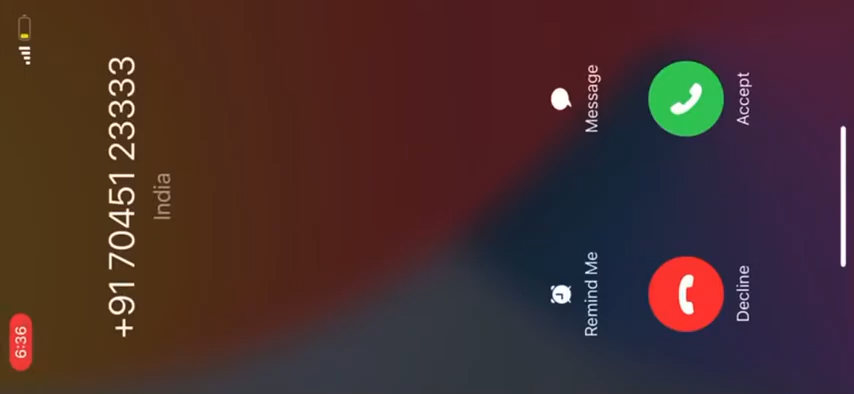 6:36
+91 70451 23333
India
Remind Me
Message
Decline
Accept